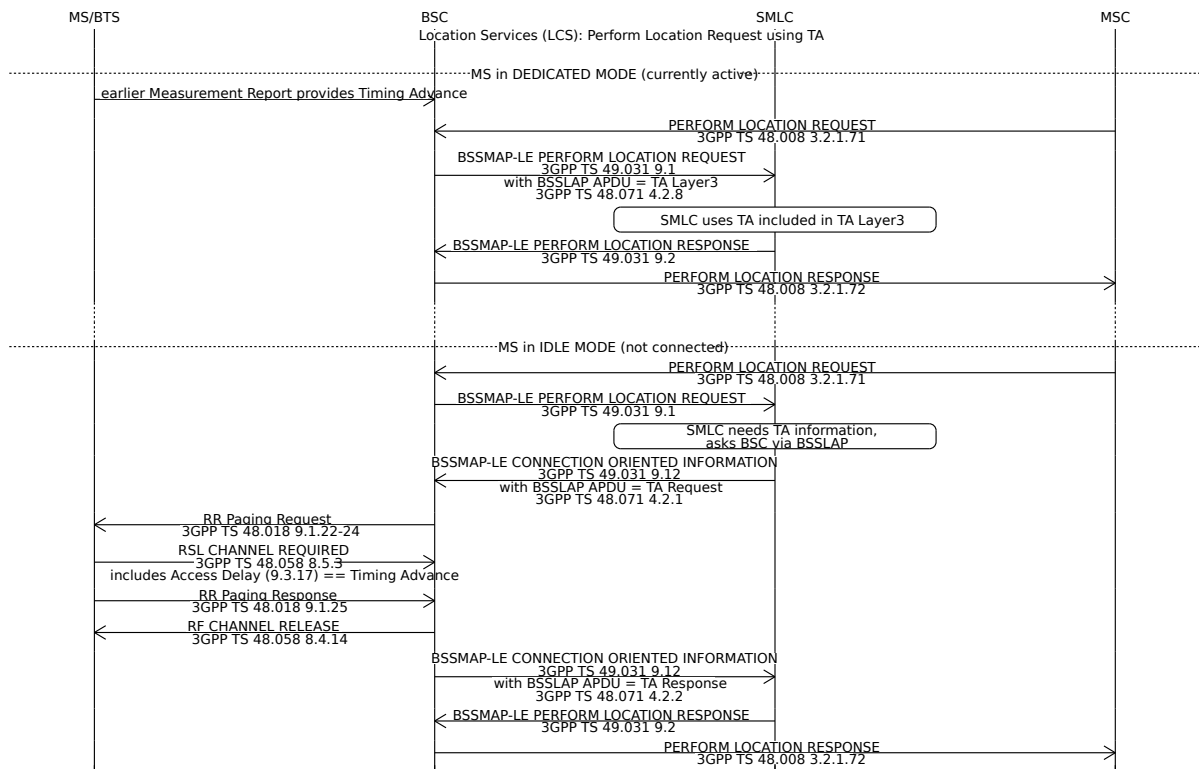 MS/BTS BSC SMLC MSC
Location Services (LCS): Perform Location Request using TA
MS in DEDICATED MODE (currently active)
earlier Measurement Report provides Timing Advance
PERFORM LOCATION REQUEST
3GPP TS 48.008 3.2.1.71
BSSMAP-LE PERFORM LOCATION REQUEST
3GPP TS 49.031 9.1
with BSSLAP APDU = TA Layer3
3GPP TS 48.071 4.2.8
SMLC uses TA included in TA Layer3
BSSMAP-LE PERFORM LOCATION RESPONSE
3GPP TS 49.031 9.2
PERFORM LOCATION RESPONSE
3GPP TS 48.008 3.2.1.72
MS in IDLE MODE (not connected)
PERFORM LOCATION REQUEST
3GPP TS 48.008 3.2.1.71
BSSMAP-LE PERFORM LOCATION REQUEST
3GPP TS 49.031 9.1
SMLC needs TA information,
asks BSC via BSSLAP
BSSMAP-LE CONNECTION ORIENTED INFORMATION
3GPP TS 49.031 9.12
with BSSLAP APDU = TA Request
3GPP TS 48.071 4.2.1
RR Paging Request
3GPP TS 48.018 9.1.22-24
RSL CHANNEL REQUIRED
3GPP TS 48.058 8.5.3
includes Access Delay (9.3.17) == Timing Advance
RR Paging Response
3GPP TS 48.018 9.1.25
RF CHANNEL RELEASE
3GPP TS 48.058 8.4.14
BSSMAP-LE CONNECTION ORIENTED INFORMATION
3GPP TS 49.031 9.12
with BSSLAP APDU = TA Response
3GPP TS 48.071 4.2.2
BSSMAP-LE PERFORM LOCATION RESPONSE
3GPP TS 49.031 9.2
PERFORM LOCATION RESPONSE
3GPP TS 48.008 3.2.1.72